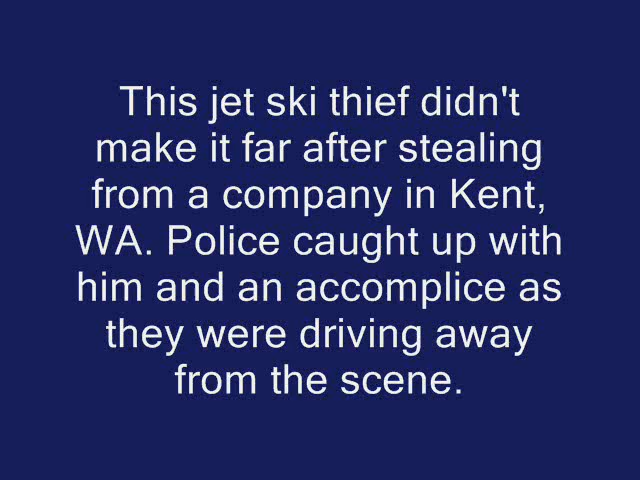 This jet ski thief didn't
make it far after stealing
from a company in Kent,
WA. Police caught up with
him and an accomplice as
they were driving away
from the scene.